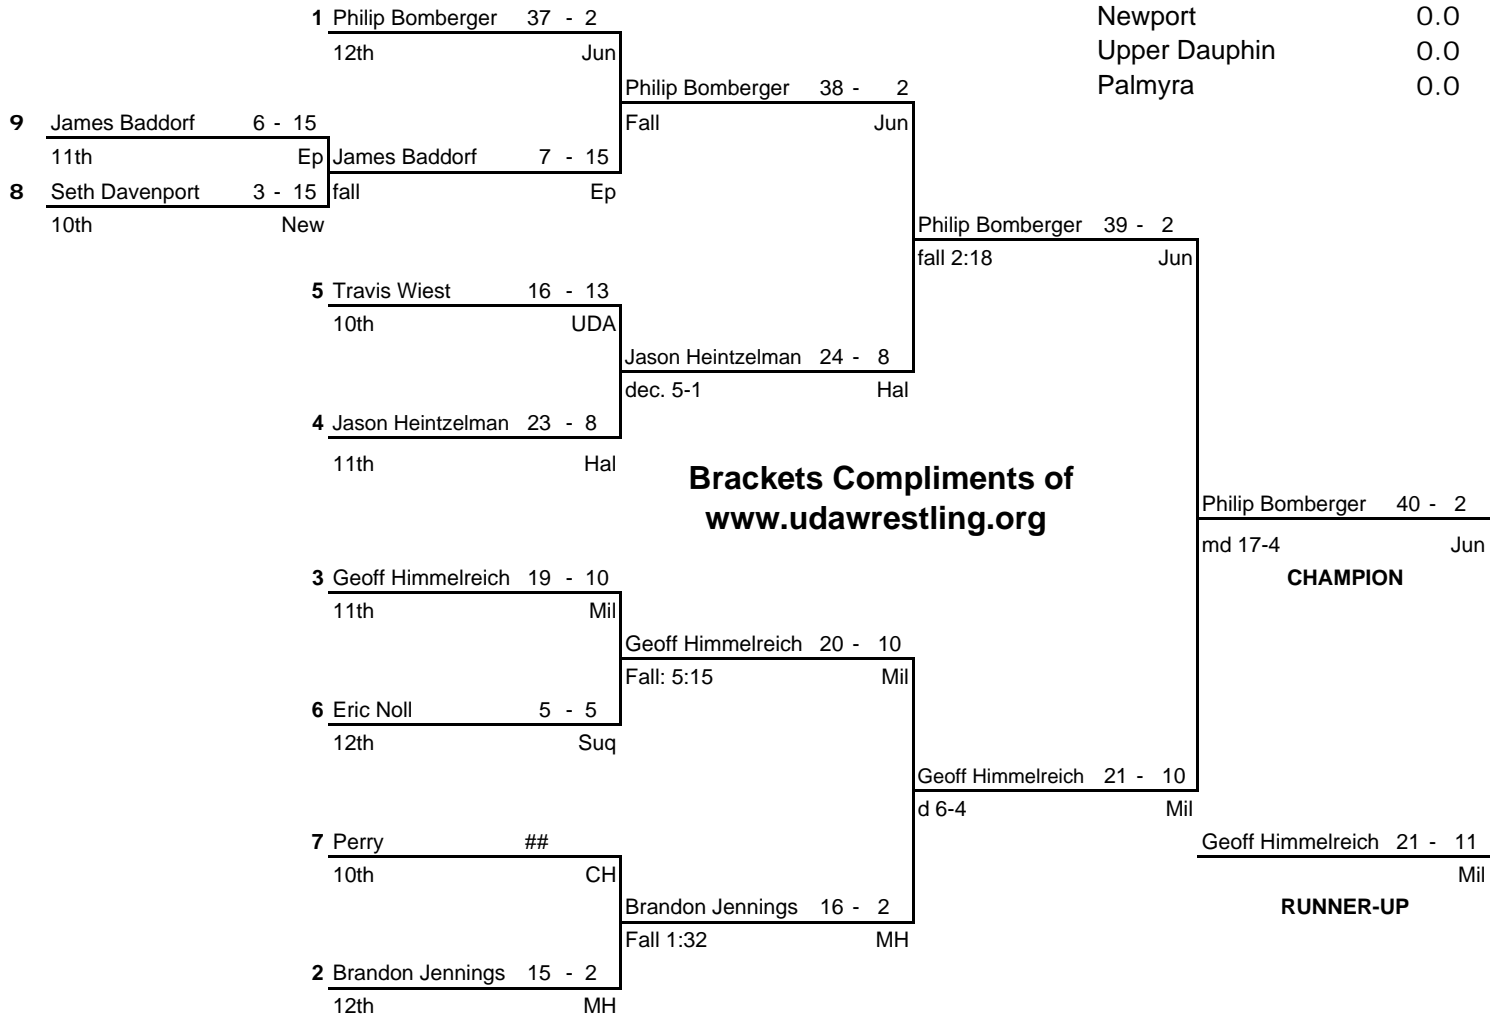 1 Philip Bomberger 37 - 2
12th Jun
Newport 0.0
Upper Dauphin 0.0
Palmyra 0.0
Philip Bomberger 38 - 2
Fall Jun
9 James Baddorf 6 - 15
11th Ep
James Baddorf 7 - 15
fall Ep
8 Seth Davenport 3 - 15
10th New
Philip Bomberger 39 - 2
fall 2:18 Jun
5 Travis Wiest 16 - 13
10th UDA
Jason Heintzelman 24 - 8
dec. 5-1 Hal
4 Jason Heintzelman 23 - 8
11th Hal
Brackets Compliments of
www.udawrestling.org
Philip Bomberger 40 - 2
md 17-4 Jun
CHAMPION
3 Geoff Himmelreich 19 - 10
11th Mil
Geoff Himmelreich 20 - 10
Fall: 5:15 Mil
6 Eric Noll 5 - 5
12th Suq
Geoff Himmelreich 21 - 10
d 6-4 Mil
7 Perry ##
10th CH
Geoff Himmelreich 21 - 11
Mil
RUNNER-UP
Brandon Jennings 16 - 2
Fall 1:32 MH
2 Brandon Jennings 15 - 2
12th MH